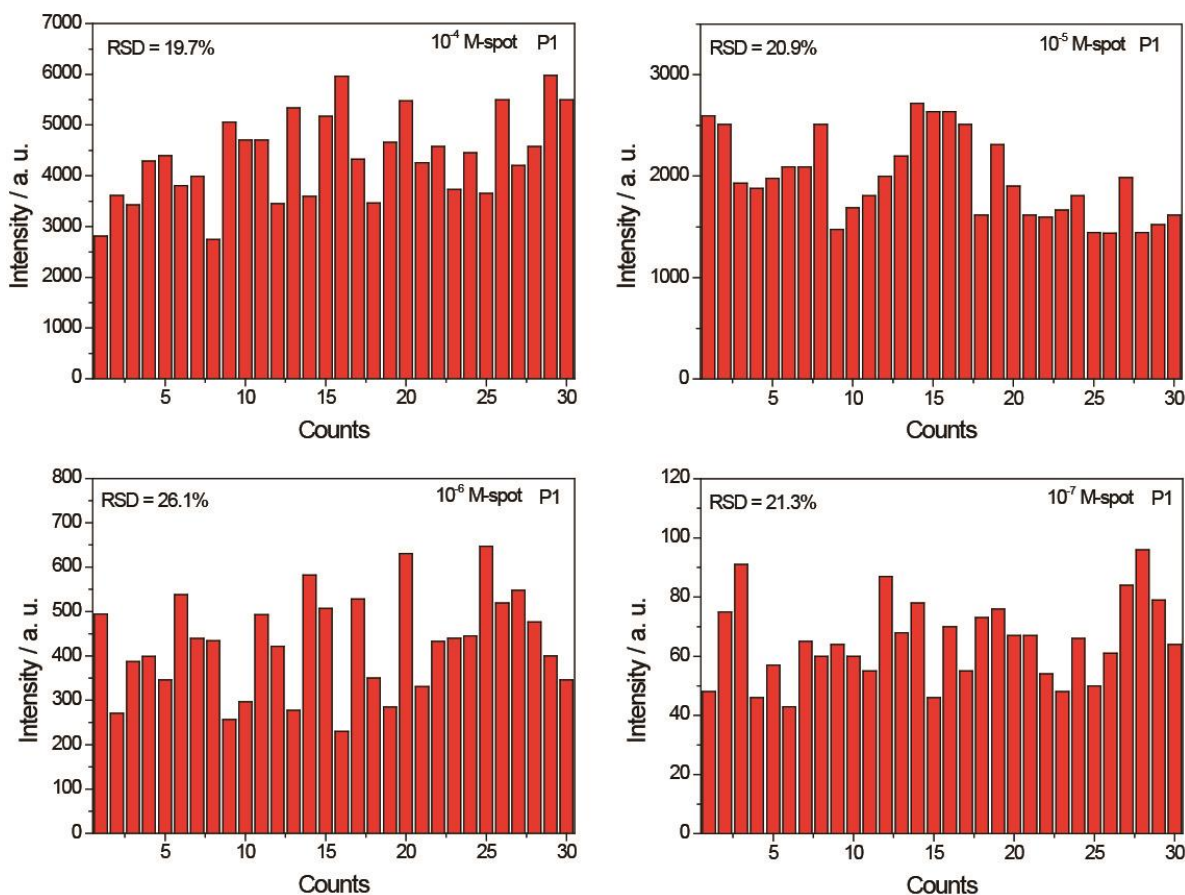 RSD = 19.7% 10⁻⁴ M-spot P1
7000
6000
5000
4000
3000
2000
1000
0
Intensity / a. u.
5 10 15 20 25 30
Counts
RSD = 20.9% 10⁻⁵ M-spot P1
3000
2000
1000
0
Intensity / a. u.
5 10 15 20 25 30
Counts
RSD = 26.1% 10⁻⁶ M-spot P1
800
700
600
500
400
300
200
100
0
Intensity / a. u.
5 10 15 20 25 30
Counts
RSD = 21.3% 10⁻⁷ M-spot P1
120
100
80
60
40
20
0
Intensity / a. u.
5 10 15 20 25 30
Counts